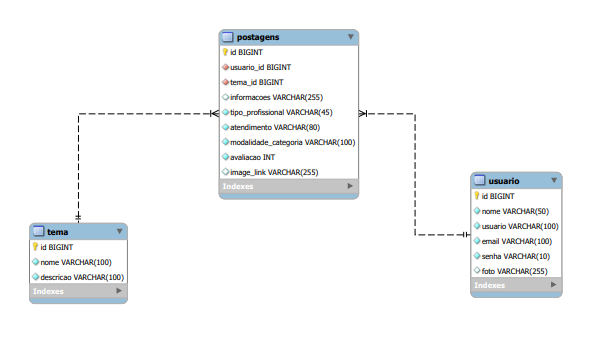 postagens
id BIGINT
usuario_id BIGINT
tema_id BIGINT
informacoes VARCHAR(255)
tipo_profissional VARCHAR(45)
atendimento VARCHAR(80)
modalidade_categoria VARCHAR(100)
avaliacao INT
image_link VARCHAR(255)
Indexes
usuario
id BIGINT
nome VARCHAR(50)
usuario VARCHAR(100)
email VARCHAR(100)
senha VARCHAR(10)
foto VARCHAR(255)
Indexes
tema
id BIGINT
nome VARCHAR(100)
descricao VARCHAR(100)
Indexes